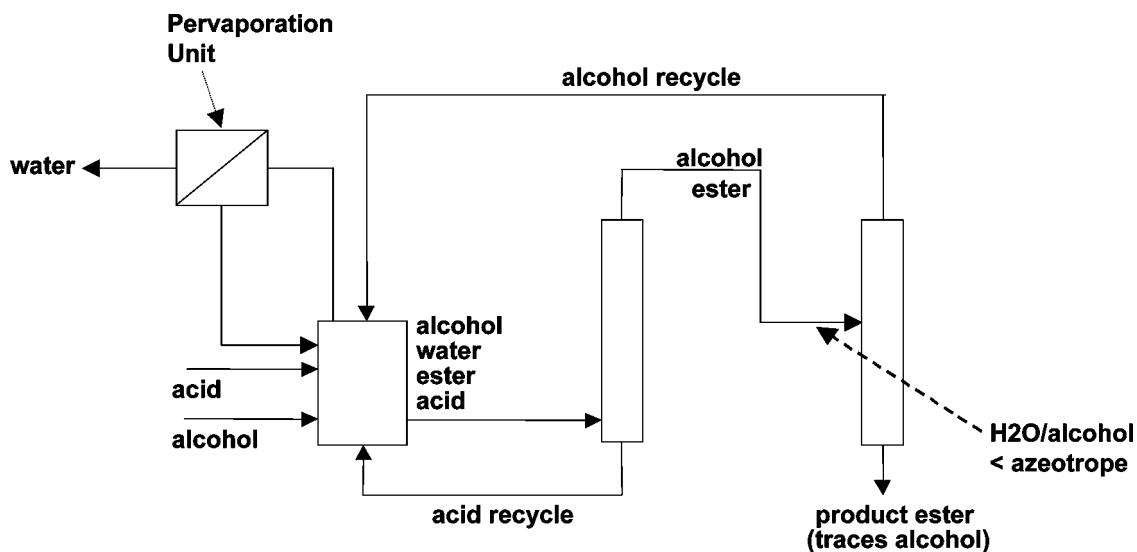 Pervaporation
Unit
alcohol recycle
water
alcohol
ester
alcohol
water
ester
acid
acid
alcohol
H2O/alcohol
< azeotrope
acid recycle
product ester
(traces alcohol)